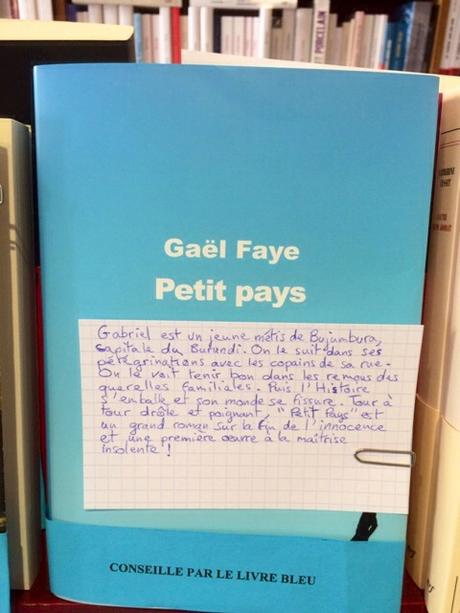 PORCELAIN
Gaël Faye
Petit pays
Gabriel est un jeune métis de Bujumbura,
capitale du Burundi. On le suit dans ses
pérégrinations avec les copains de sa rue.
On le voit tenir bon dans les remous des
querelles familiales. Puis l'Histoire
s'emballe et son monde se fissure. Tour à
tour drôle et poignant, "Petit Pays" est
un grand roman sur la fin de l'innocence
et une première œuvre à la maîtrise
insolente !
CONSEILLE PAR LE LIVRE BLEU